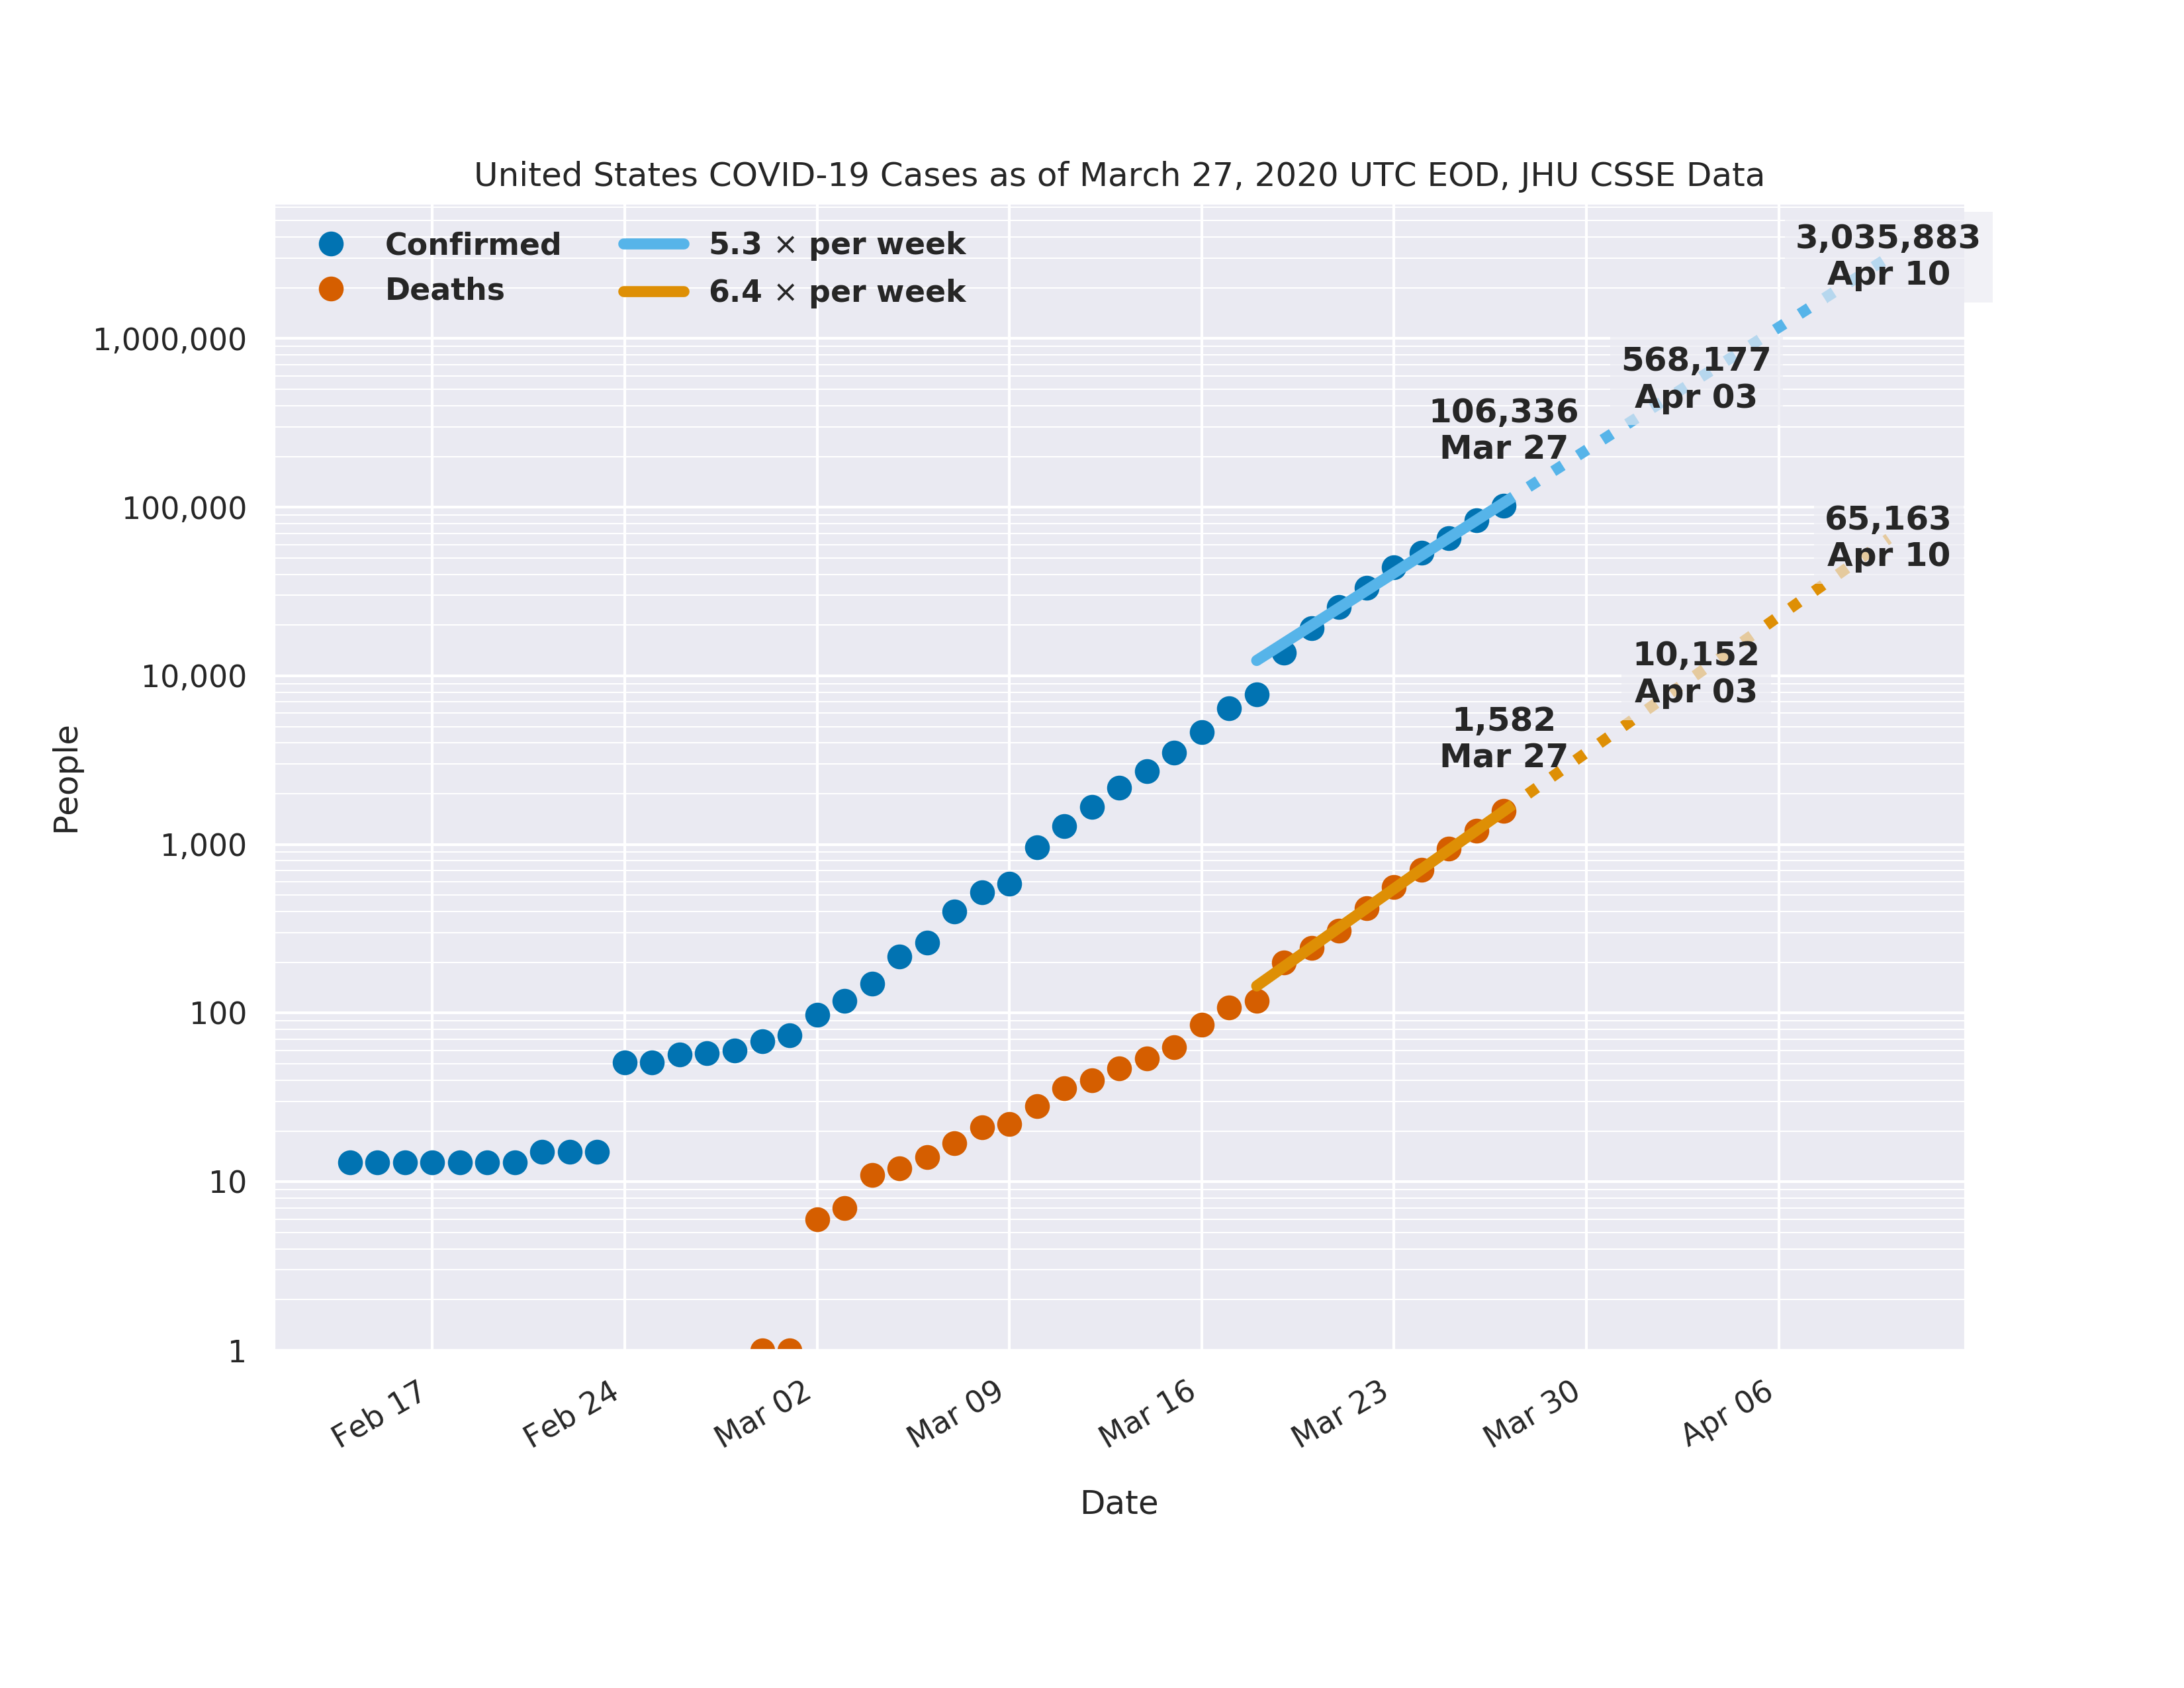 United States COVID-19 Cases as of March 27, 2020 UTC EOD, JHU CSSE Data
Confirmed
Deaths
5.3 × per week
6.4 × per week
3,035,883
Apr 10
568,177
Apr 03
106,336
Mar 27
65,163
Apr 10
10,152
Apr 03
1,582
Mar 27
1,000,000
100,000
10,000
1,000
100
10
1
People
Feb 17
Feb 24
Mar 02
Mar 09
Mar 16
Mar 23
Mar 30
Apr 06
Date